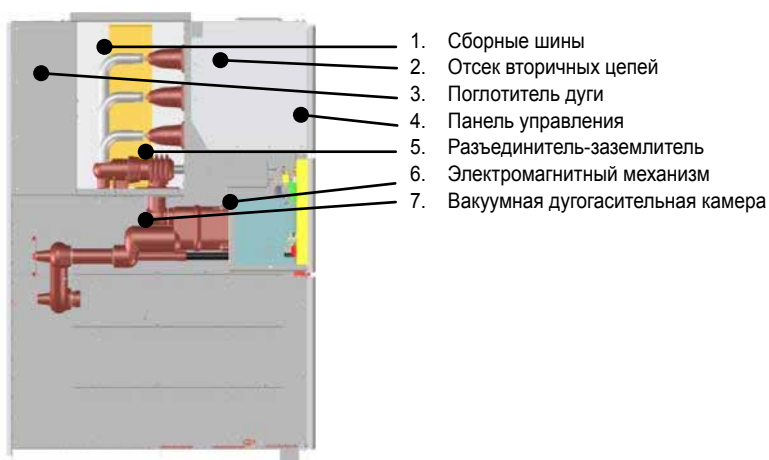 1. Сборные шины
2. Отсек вторичных цепей
3. Поглотитель дуги
4. Панель управления
5. Разъединитель-заземлитель
6. Электромагнитный механизм
7. Вакуумная дугогасительная камера